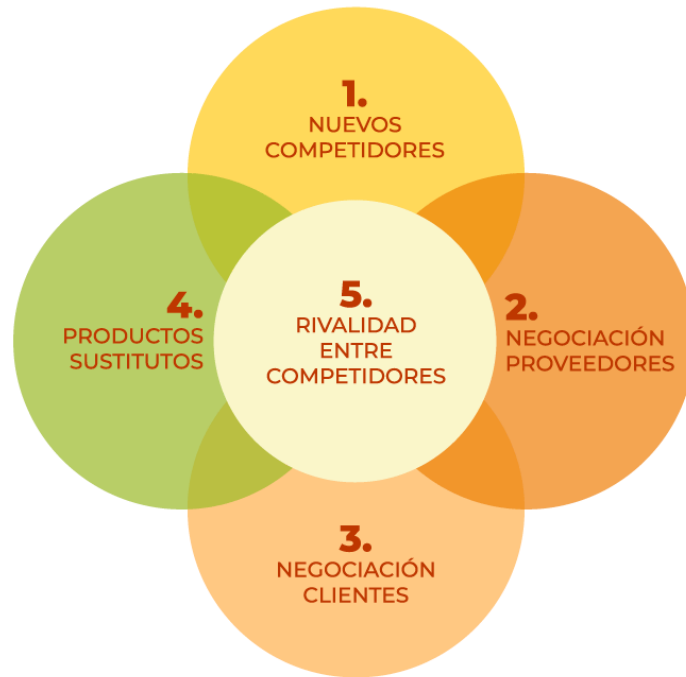 1.
NUEVOS
COMPETIDORES
2.
NEGOCIACIÓN
PROVEEDORES
3.
NEGOCIACIÓN
CLIENTES
4.
PRODUCTOS
SUSTITUTOS
5.
RIVALIDAD
ENTRE
COMPETIDORES